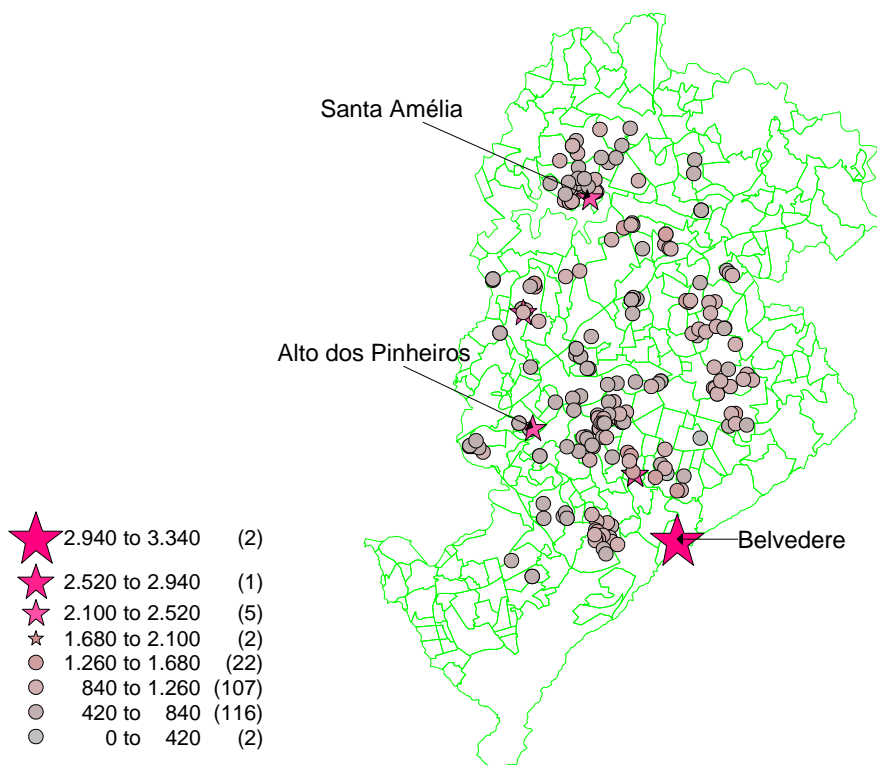 Santa Amélia
Alto dos Pinheiros
Belvedere
2.940 to 3.340 (2)
2.520 to 2.940 (1)
2.100 to 2.520 (5)
1.680 to 2.100 (2)
1.260 to 1.680 (22)
840 to 1.260 (107)
420 to 840 (116)
0 to 420 (2)